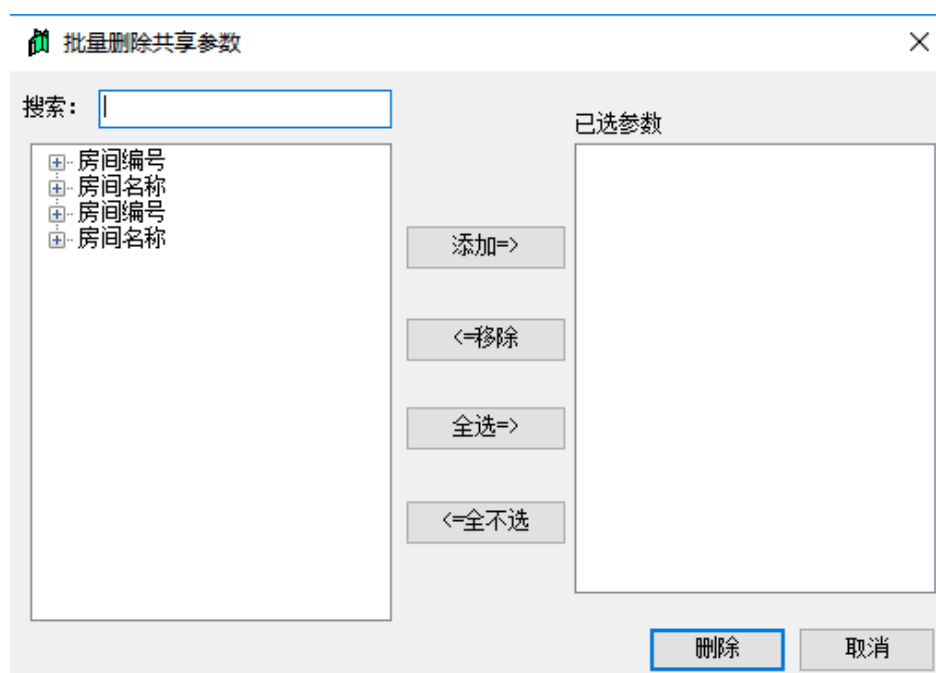 批量删除共享参数
搜索：
已选参数
房间编号
房间名称
房间编号
房间名称
添加=>
<=移除
全选=>
<=全不选
删除
取消